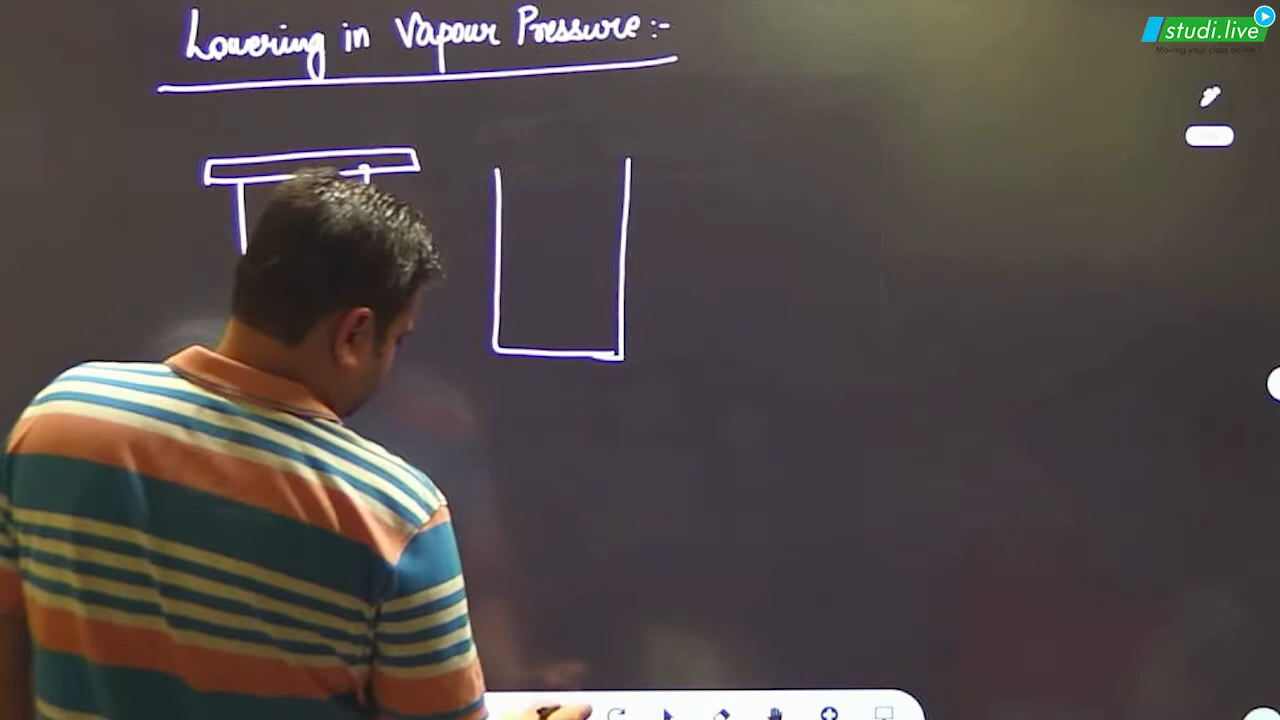 Lowering in Vapour Pressure :-
studi.live
Moving your class online !